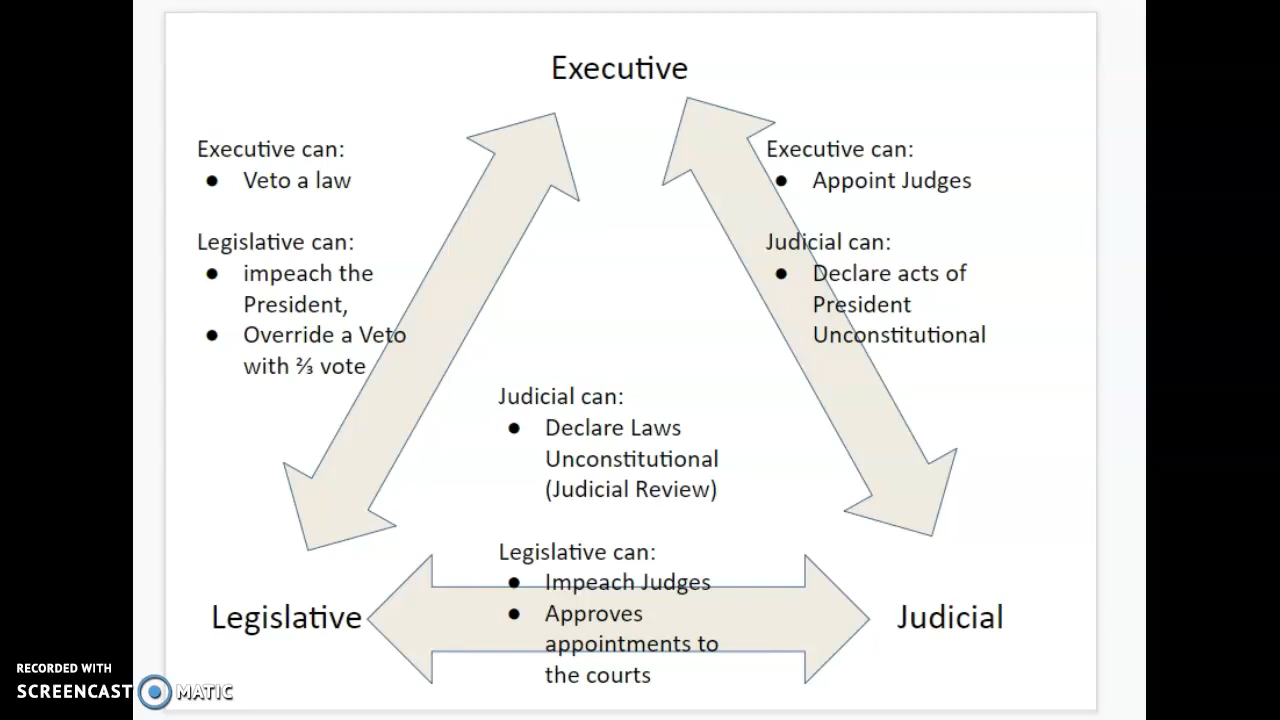 Executive
Executive can:
● Veto a law
Legislative can:
● impeach the
President,
● Override a Veto
with ⅔ vote
Executive can:
● Appoint Judges
Judicial can:
● Declare acts of
President
Unconstitutional
Judicial can:
● Declare Laws
Unconstitutional
(Judicial Review)
Legislative can:
● Impeach Judges
● Approves
appointments to
the courts
Legislative
Judicial
RECORDED WITH
SCREENCAST MATIC